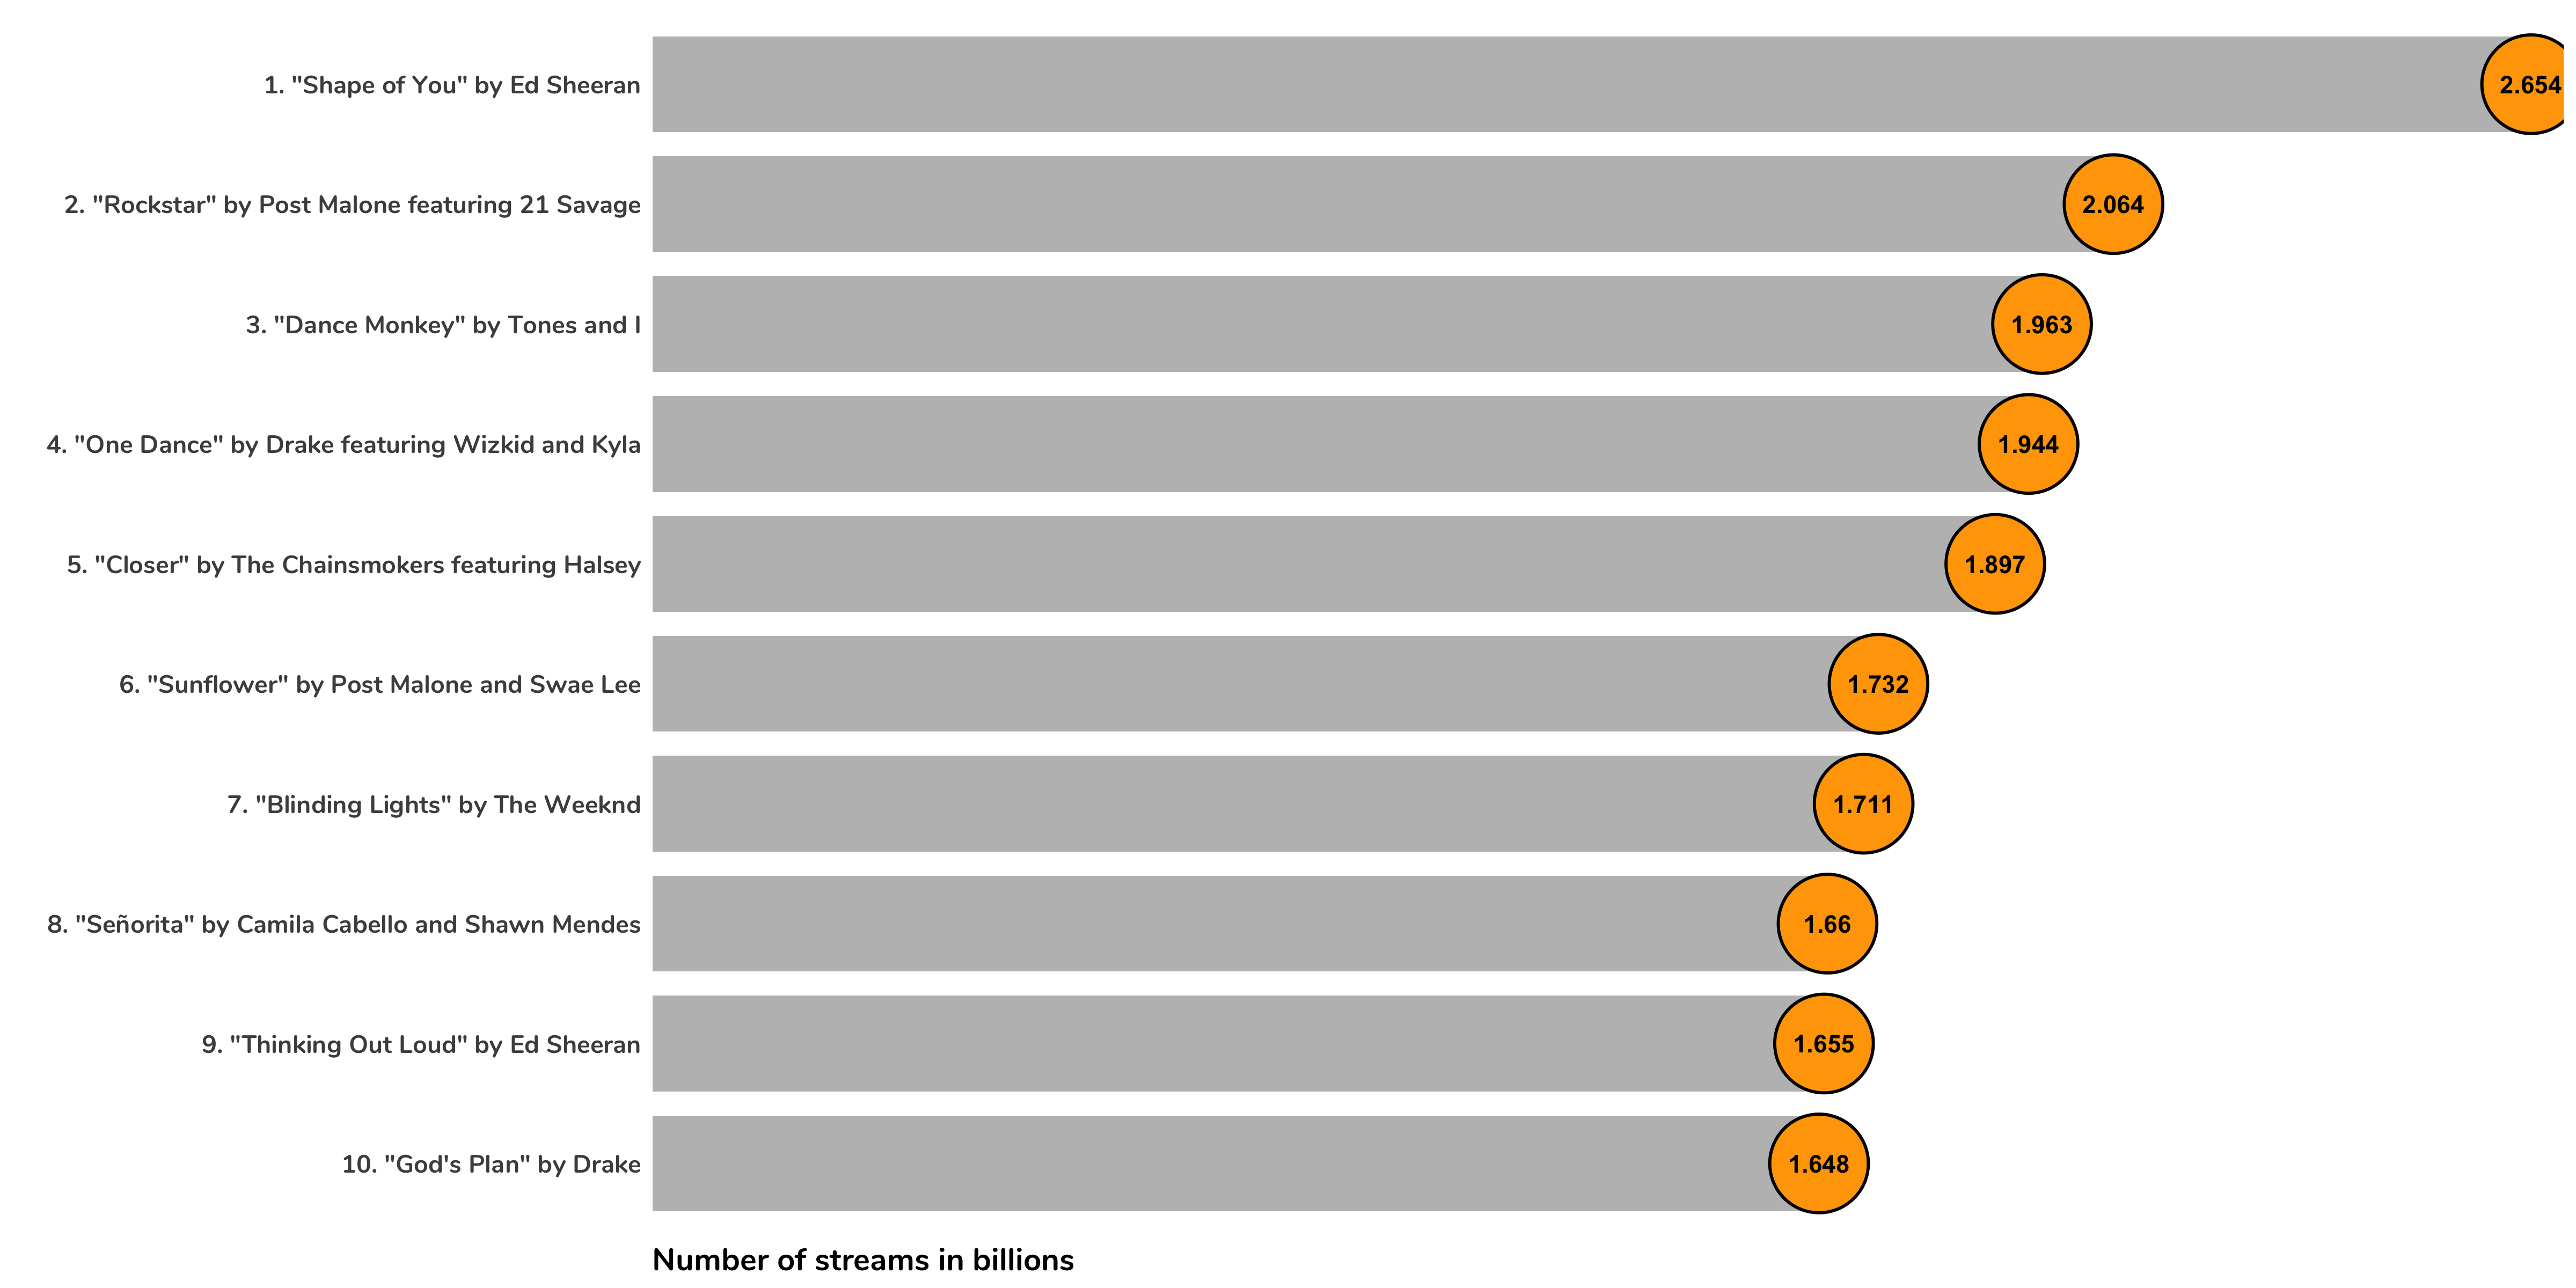 1. "Shape of You" by Ed Sheeran 2.654
2. "Rockstar" by Post Malone featuring 21 Savage 2.064
3. "Dance Monkey" by Tones and I 1.963
4. "One Dance" by Drake featuring Wizkid and Kyla 1.944
5. "Closer" by The Chainsmokers featuring Halsey 1.897
6. "Sunflower" by Post Malone and Swae Lee 1.732
7. "Blinding Lights" by The Weeknd 1.711
8. "Señorita" by Camila Cabello and Shawn Mendes 1.66
9. "Thinking Out Loud" by Ed Sheeran 1.655
10. "God's Plan" by Drake 1.648
Number of streams in billions